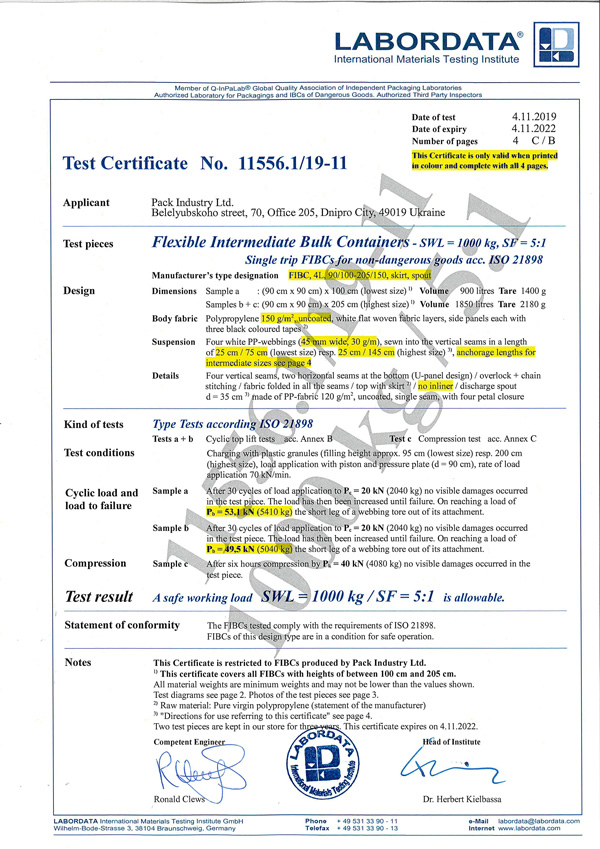 LABORDATA®
International Materials Testing Institute
Member of Q-InPaLab® Global Quality Association of Independent Packaging Laboratories
Authorized Laboratory for Packagings and IBCs of Dangerous Goods. Authorized Third Party Inspectors
Date of test 4.11.2019
Date of expiry 4.11.2022
Number of pages 4 C / B
This Certificate is only valid when printed
in colour and complete with all 4 pages.
Test Certificate No. 11556.1/19-11
Applicant Pack Industry Ltd.
Belelyubskoho street, 70, Office 205, Dnipro City, 49019 Ukraine
Test pieces Flexible Intermediate Bulk Containers - SWL = 1000 kg, SF = 5:1
Single trip FIBCs for non-dangerous goods acc. ISO 21898
Manufacturer's type designation FIBC, 4L, 90/100-205/150, skirt, spout
Design Dimensions Sample a : (90 cm x 90 cm) x 100 cm (lowest size) 1) Volume 900 litres Tare 1400 g
Samples b + c: (90 cm x 90 cm) x 205 cm (highest size) 1) Volume 1850 litres Tare 2180 g
Body fabric Polypropylene 150 g/m², uncoated, white flat woven fabric layers, side panels each with
three black coloured tapes 2)
Suspension Four white PP-webbings (45 mm wide, 30 g/m), sewn into the vertical seams in a length
of 25 cm / 75 cm (lowest size) resp. 25 cm / 145 cm (highest size) 3), anchorage lengths for
intermediate sizes see page 4
Details Four vertical seams, two horizontal seams at the bottom (U-panel design) / overlock + chain
stitching / fabric folded in all the seams / top with skirt 2) / no inliner / discharge spout
d = 35 cm 3) made of PP-fabric 120 g/m², uncoated, single seam, with four petal closure
Kind of tests Type Tests according ISO 21898
Tests a + b Cyclic top lift tests acc. Annex B Test c Compression test acc. Annex C
Test conditions Charging with plastic granules (filling height approx. 95 cm (lowest size) resp. 200 cm
(highest size), load application with piston and pressure plate (d = 90 cm), rate of load
application 70 kN/min.
Cyclic load and
load to failure
Sample a After 30 cycles of load application to Pc = 20 kN (2040 kg) no visible damages occurred
in the test piece. The load has then been increased until failure. On reaching a load of
Pu = 53,1 kN (5410 kg) the short leg of a webbing tore out of its attachment.
Sample b After 30 cycles of load application to Pc = 20 kN (2040 kg) no visible damages occurred
in the test piece. The load has then been increased until failure. On reaching a load of
Pu = 49,5 kN (5040 kg) the short leg of a webbing tore out of its attachment.
Compression Sample c After six hours compression by Pk = 40 kN (4080 kg) no visible damages occurred in the
test piece.
Test result A safe working load SWL = 1000 kg / SF = 5:1 is allowable.
Statement of conformity The FIBCs tested comply with the requirements of ISO 21898.
FIBCs of this design type are in a condition for safe operation.
Notes This Certificate is restricted to FIBCs produced by Pack Industry Ltd.
1) This certificate covers all FIBCs with heights of between 100 cm and 205 cm.
All material weights are minimum weights and may not be lower than the values shown.
Test diagrams see page 2. Photos of the test pieces see page 3.
2) Raw material: Pure virgin polypropylene (statement of the manufacturer)
3) "Directions for use referring to this certificate" see page 4.
Two test pieces are kept in our store for three years. This certificate expires on 4.11.2022.
Competent Engineer Head of Institute
LABORDATA
International Materials Testing Institute
Ronald Clews Dr. Herbert Kielbassa
LABORDATA International Materials Testing Institute GmbH Phone + 49 531 33 90 - 11 e-Mail labordata@labordata.com
Wilhelm-Bode-Strasse 3, 38104 Braunschweig, Germany Telefax + 49 531 33 90 - 13 Internet www.labordata.com
11556.1/19-11
1000 kg / 5:1